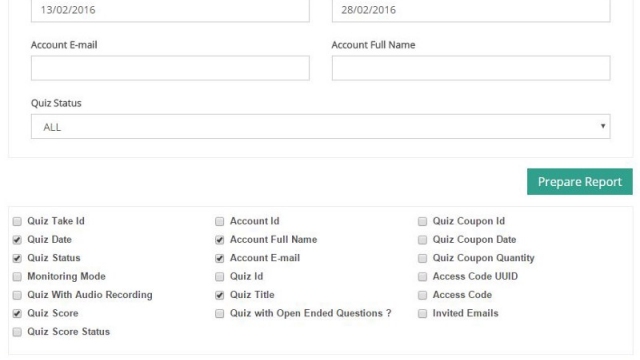 13/02/2016 28/02/2016
Account E-mail Account Full Name
Quiz Status
ALL
Prepare Report
Quiz Take Id Account Id Quiz Coupon Id
Quiz Date Account Full Name Quiz Coupon Date
Quiz Status Account E-mail Quiz Coupon Quantity
Monitoring Mode Quiz Id Access Code UUID
Quiz With Audio Recording Quiz Title Access Code
Quiz Score Quiz with Open Ended Questions ? Invited Emails
Quiz Score Status